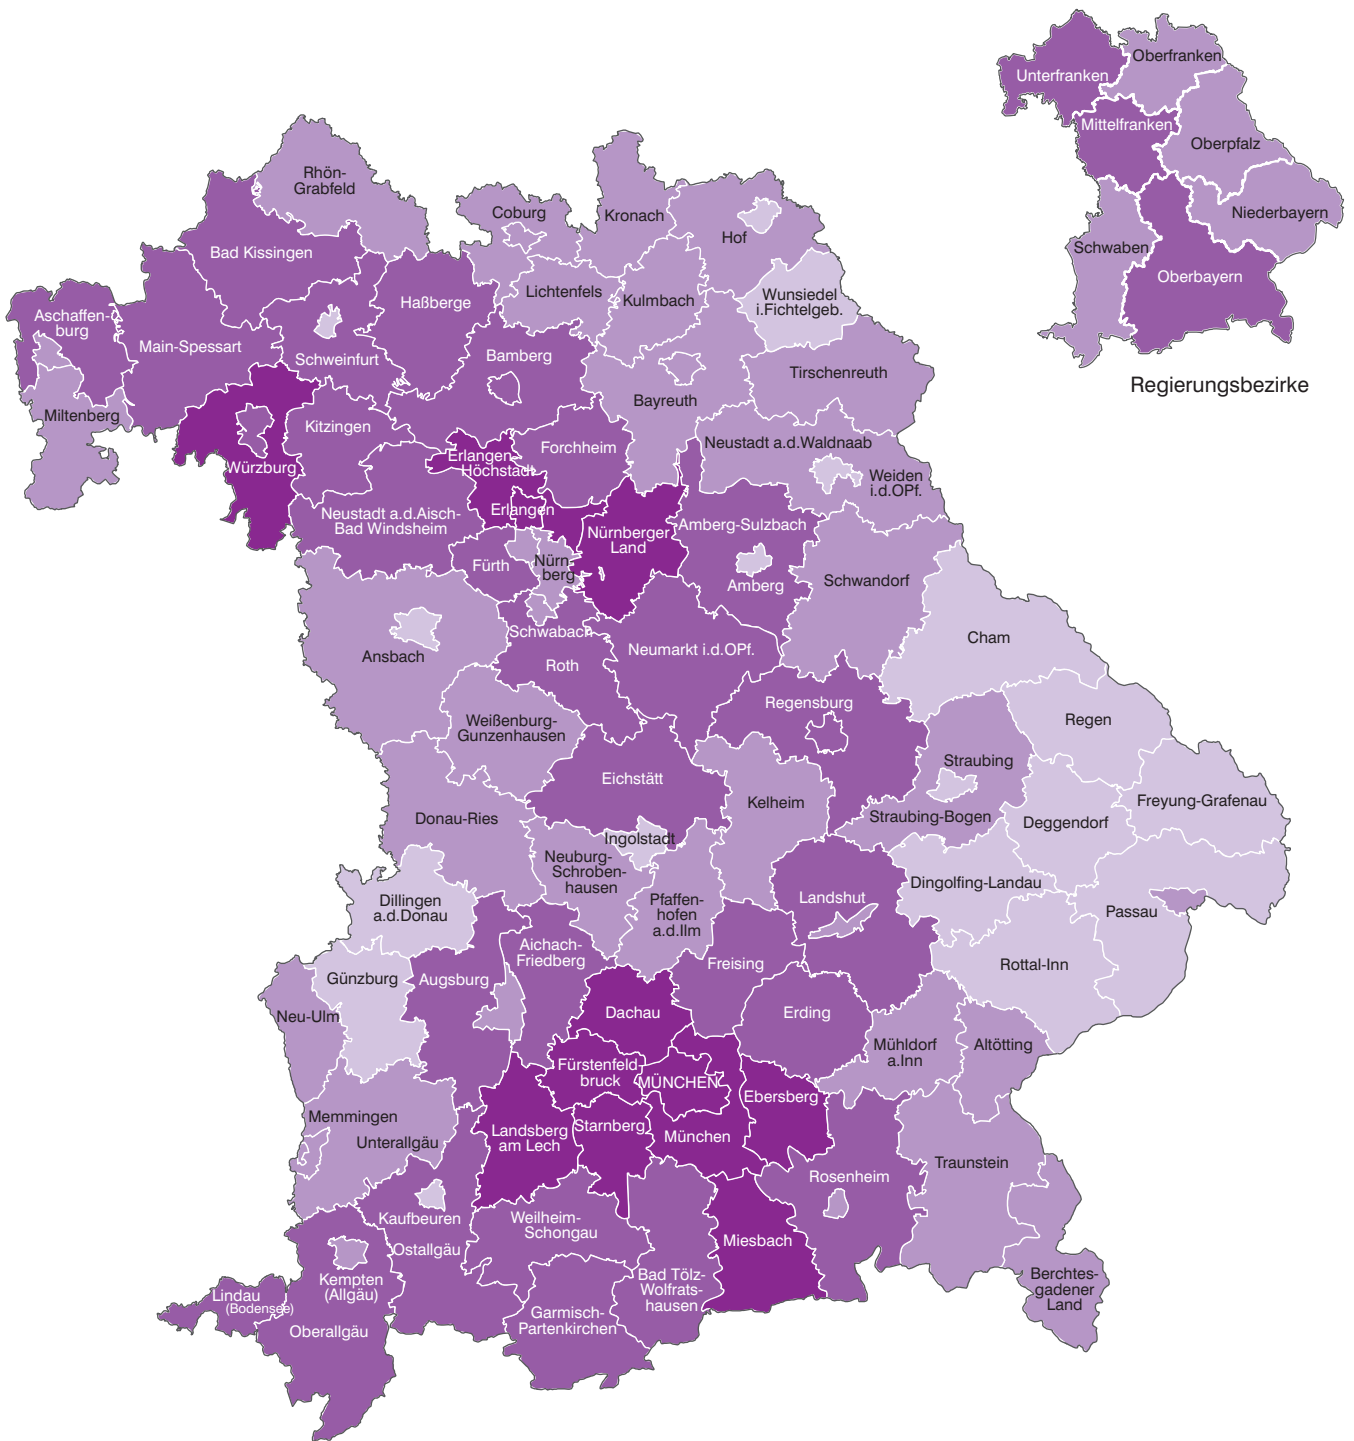 Unterfranken
Oberfranken
Mittelfranken
Oberpfalz
Niederbayern
Schwaben
Oberbayern
Regierungsbezirke
Rhön-
Grabfeld
Coburg
Kronach
Hof
Bad Kissingen
Lichtenfels
Kulmbach
Wunsiedel
i.Fichtelgeb.
Haßberge
Aschaffen-
burg
Main-Spessart
Schweinfurt
Bamberg
Tirschenreuth
Bayreuth
Miltenberg
Kitzingen
Neustadt a.d.Waldnaab
Forchheim
Erlangen-
Höchstadt
Würzburg
Weiden
i.d.OPf.
Neustadt a.d.Aisch-
Bad Windsheim
Erlangen
Nürnberger
Land
Amberg-Sulzbach
Fürth
Nürn-
berg
Amberg
Schwandorf
Schwabach
Cham
Ansbach
Roth
Neumarkt i.d.OPf.
Regensburg
Weißenburg-
Gunzenhausen
Regen
Straubing
Eichstätt
Kelheim
Freyung-Grafenau
Donau-Ries
Straubing-Bogen
Deggendorf
Ingolstadt
Neuburg-
Schroben-
hausen
Dillingen
a.d.Donau
Pfaffen-
hofen
a.d.Ilm
Landshut
Dingolfing-Landau
Passau
Aichach-
Friedberg
Günzburg
Augsburg
Freising
Rottal-Inn
Neu-Ulm
Dachau
Erding
Mühldorf
a.Inn
Altötting
Fürstenfeld
bruck
MÜNCHEN
Ebersberg
Memmingen
Unterallgäu
Landsberg
am Lech
Starnberg
München
Rosenheim
Traunstein
Kaufbeuren
Weilheim-
Schongau
Ostallgäu
Miesbach
Kempten
(Allgäu)
Bad Tölz-
Wolfrats-
hausen
Berchtes-
gadener
Land
Lindau
(Bodensee)
Oberallgäu
Garmisch-
Partenkirchen